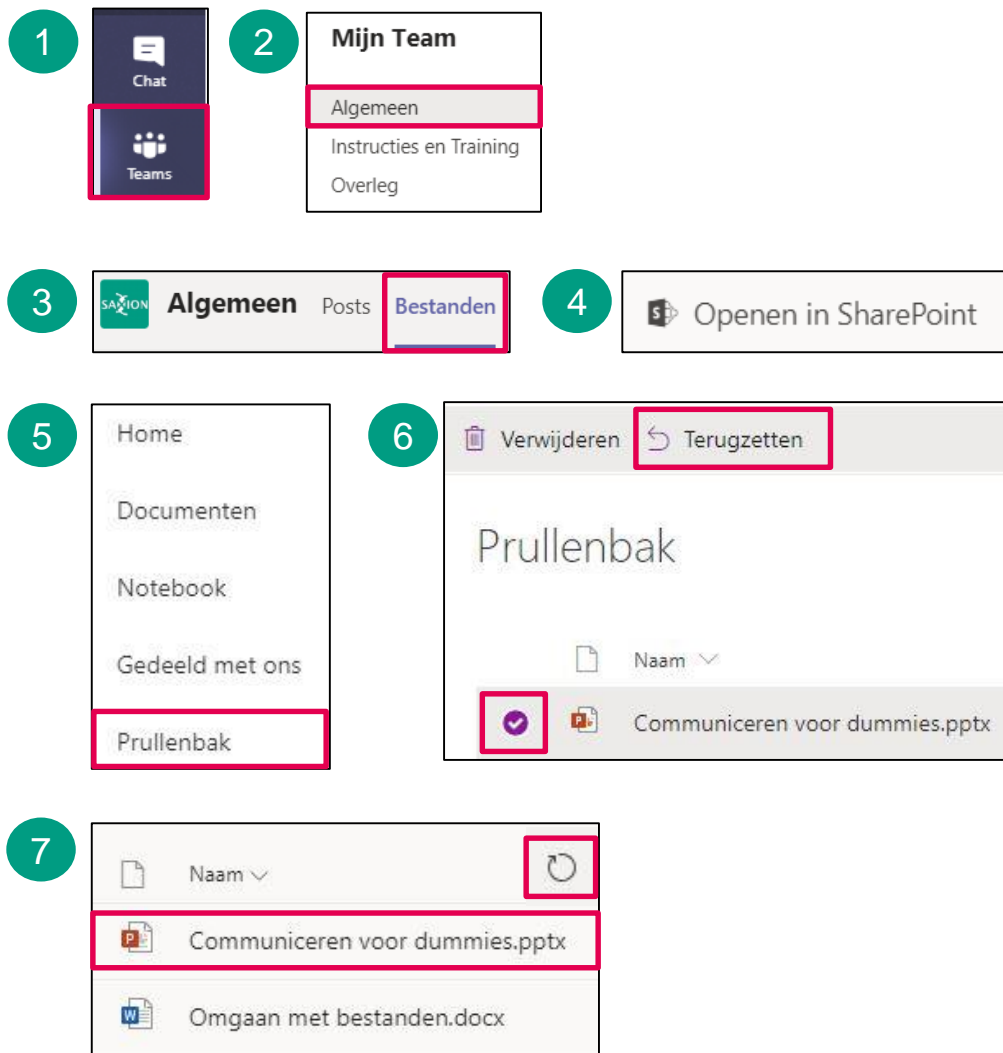 1
Chat
Teams
2
Mijn Team
Algemeen
Instructies en Training
Overleg
3
SAXION
Algemeen Posts Bestanden
4
Openen in SharePoint
5
Home
Documenten
Notebook
Gedeeld met ons
Prullenbak
6
Verwijderen Terugzetten
Prullenbak
Naam
Communiceren voor dummies.pptx
7
Naam
Communiceren voor dummies.pptx
Omgaan met bestanden.docx